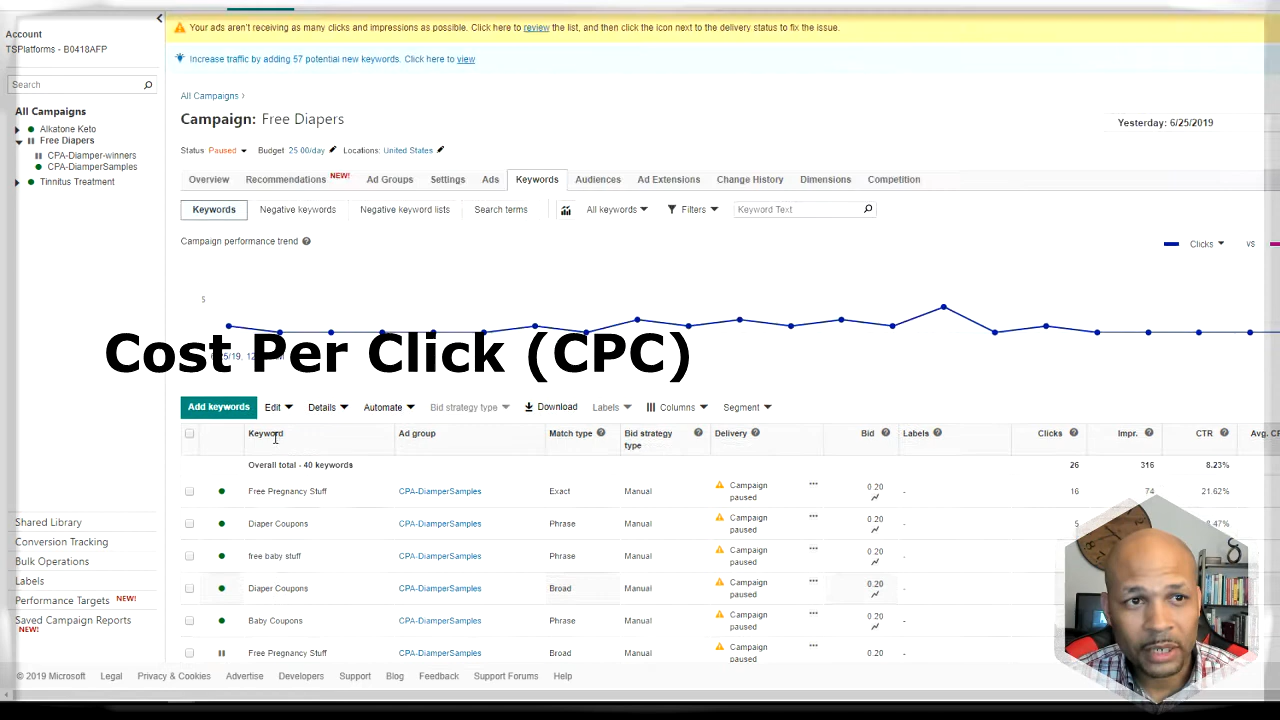 Account
TSPlatforms - B0418AFP
Search
All Campaigns
Alkatone Keto
Free Diapers
CPA-Diamper-winners
CPA-DiamperSamples
Tinnitus Treatment
Shared Library
Conversion Tracking
Bulk Operations
Labels
Performance Targets NEW!
Saved Campaign Reports
NEW!
Your ads aren't receiving as many clicks and impressions as possible. Click here to review the list, and then click the icon next to the delivery status to fix the issue.
Increase traffic by adding 57 potential new keywords. Click here to view
All Campaigns ›
Campaign: Free Diapers
Yesterday: 6/25/2019
Status: Paused Budget 25 00/day Locations: United States
Overview Recommendations NEW! Ad Groups Settings Ads Keywords Audiences Ad Extensions Change History Dimensions Competition
Keywords Negative keywords Negative keyword lists Search terms All keywords Filters Keyword Text
Campaign performance trend
Clicks vs
5
Cost Per Click (CPC)
Add keywords Edit Details Automate Bid strategy type Download Labels Columns Segment
Keyword Ad group Match type Bid strategy type Delivery Bid Labels Clicks Impr. CTR
Overall total - 40 keywords 26 316 8.23%
Free Pregnancy Stuff CPA-DiamperSamples Exact Manual Campaign paused ... 0.20 - 16 74 21.62%
Diaper Coupons CPA-DiamperSamples Phrase Manual Campaign paused ... 0.20 - 5
free baby stuff CPA-DiamperSamples Phrase Manual Campaign paused ... 0.20 -
Diaper Coupons CPA-DiamperSamples Broad Manual Campaign paused ... 0.20 -
Baby Coupons CPA-DiamperSamples Phrase Manual Campaign paused ... 0.20 -
Free Pregnancy Stuff CPA-DiamperSamples Broad Manual Campaign paused ... 0.20 -
© 2019 Microsoft Legal Privacy & Cookies Advertise Developers Support Blog Feedback Support Forums Help